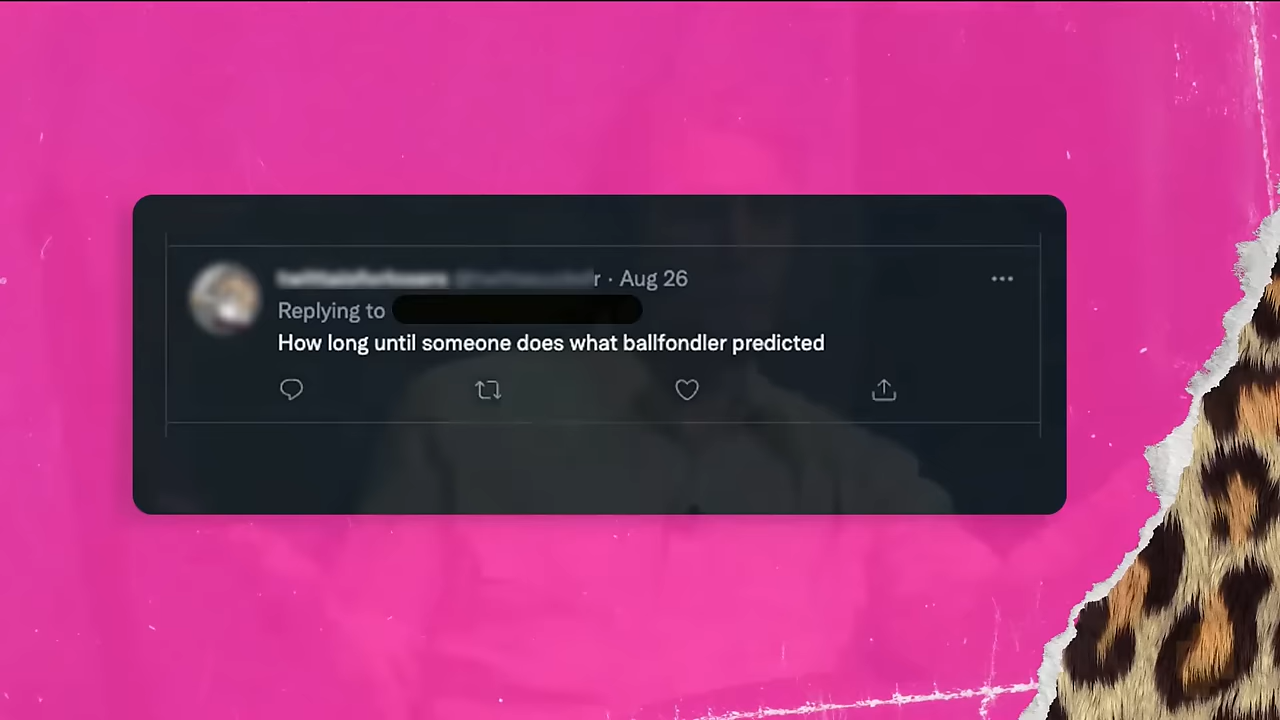 r · Aug 26
Replying to
How long until someone does what ballfondler predicted